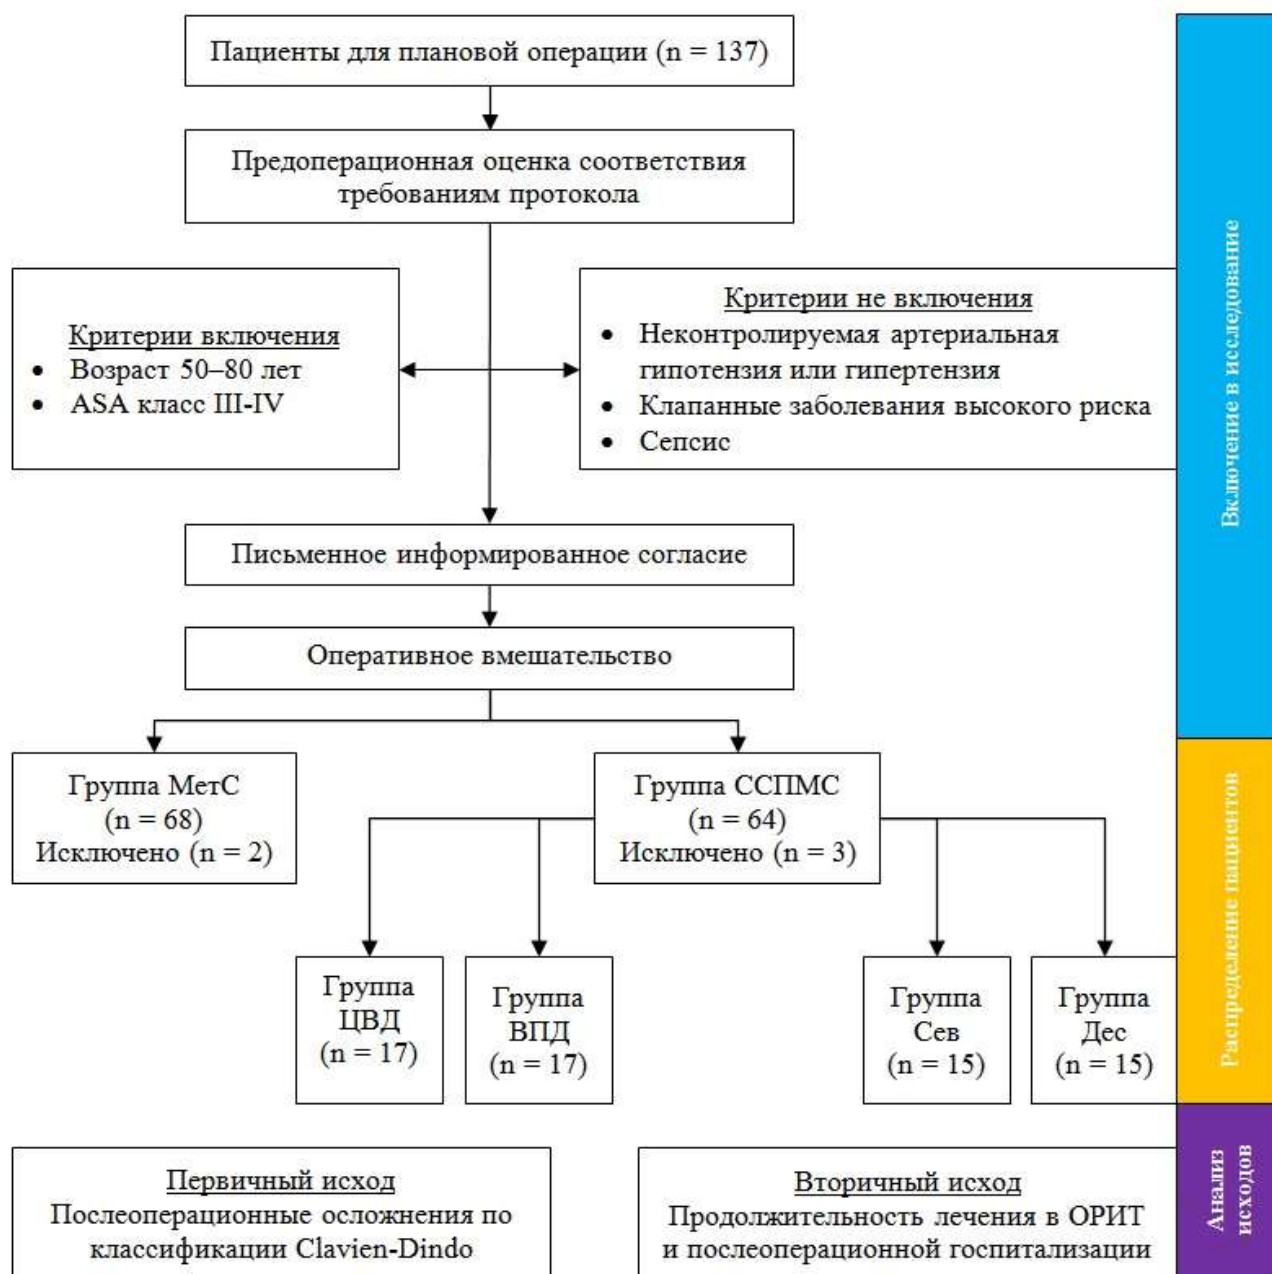 Пациенты для плановой операции (n = 137)
Предоперационная оценка соответствия
требованиям протокола
Критерии включения
• Возраст 50–80 лет
• ASA класс III-IV
Критерии не включения
• Неконтролируемая артериальная
гипотензия или гипертензия
• Клапанные заболевания высокого риска
• Сепсис
Письменное информированное согласие
Оперативное вмешательство
Включение в исследование
Группа МетС
(n = 68)
Исключено (n = 2)
Группа ССПМС
(n = 64)
Исключено (n = 3)
Группа
ЦВД
(n = 17)
Группа
ВПД
(n = 17)
Группа
Сев
(n = 15)
Группа
Дес
(n = 15)
Распределение пациентов
Первичный исход
Послеоперационные осложнения по
классификации Clavien-Dindo
Вторичный исход
Продолжительность лечения в ОРИТ
и послеоперационной госпитализации
Анализ
исходов